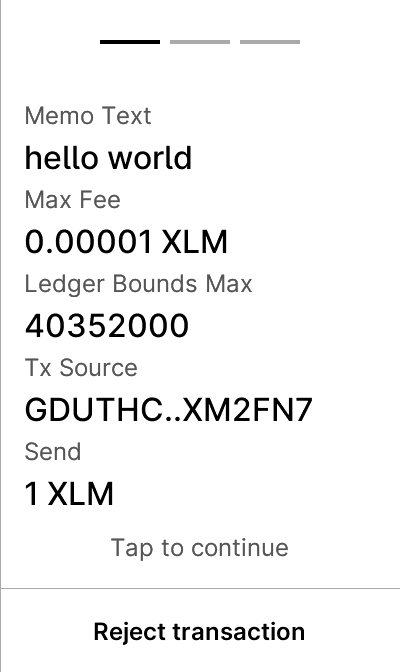 Memo Text
hello world
Max Fee
0.00001 XLM
Ledger Bounds Max
40352000
Tx Source
GDUTHC..XM2FN7
Send
1 XLM
Tap to continue
Reject transaction